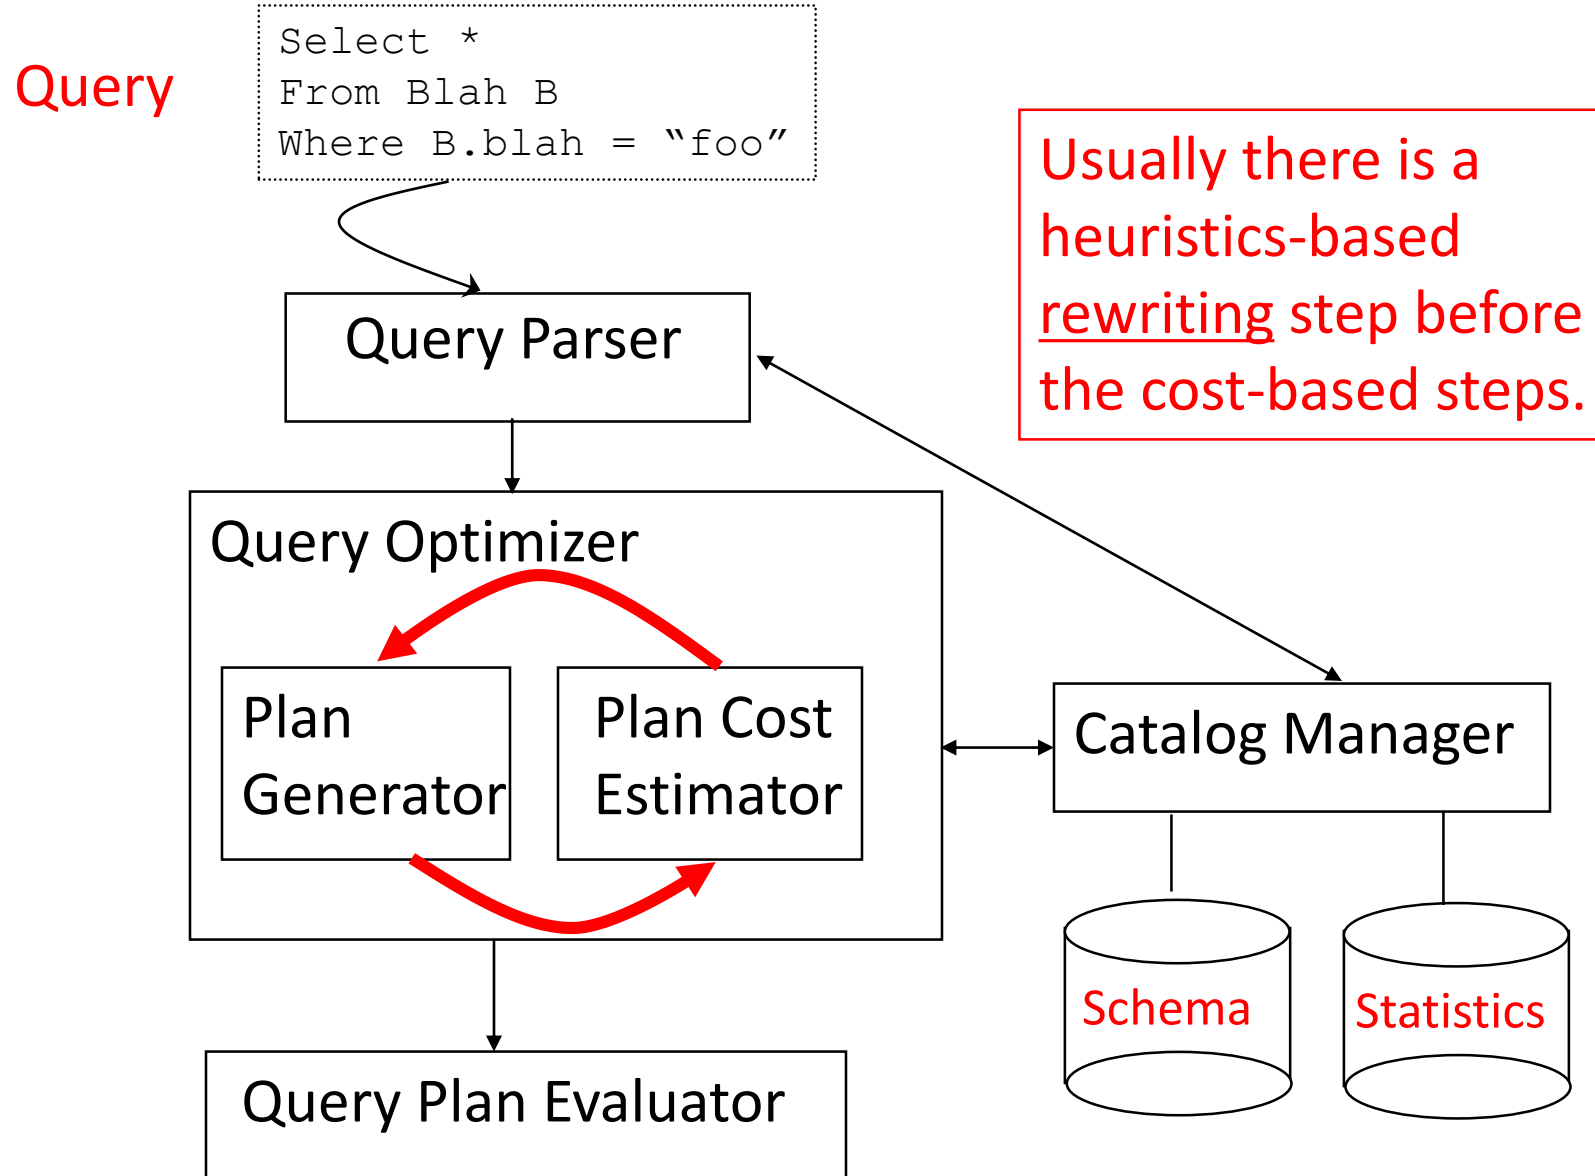 Query
Select *
From Blah B
Where B.blah = “foo”
Usually there is a
heuristics-based
rewriting step before
the cost-based steps.
Query Parser
Query Optimizer
Plan
Generator
Plan Cost
Estimator
Catalog Manager
Schema
Statistics
Query Plan Evaluator